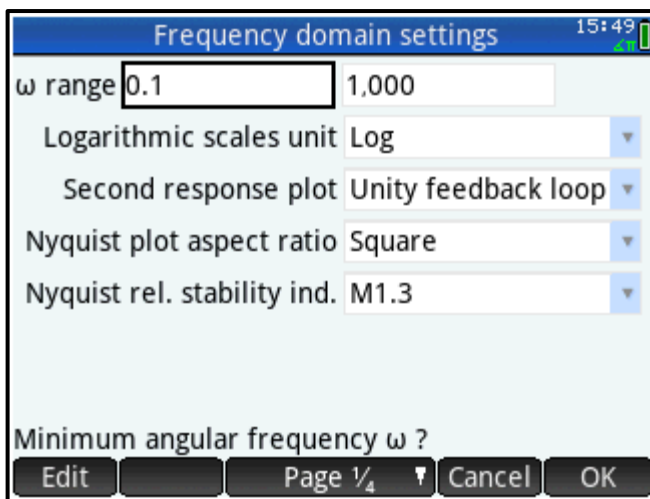 Frequency domain settings 15:49
∡π
ω range 0.1 1,000
Logarithmic scales unit Log
Second response plot Unity feedback loop
Nyquist plot aspect ratio Square
Nyquist rel. stability ind. M1.3
Minimum angular frequency ω ?
Edit Page ¼ Cancel OK